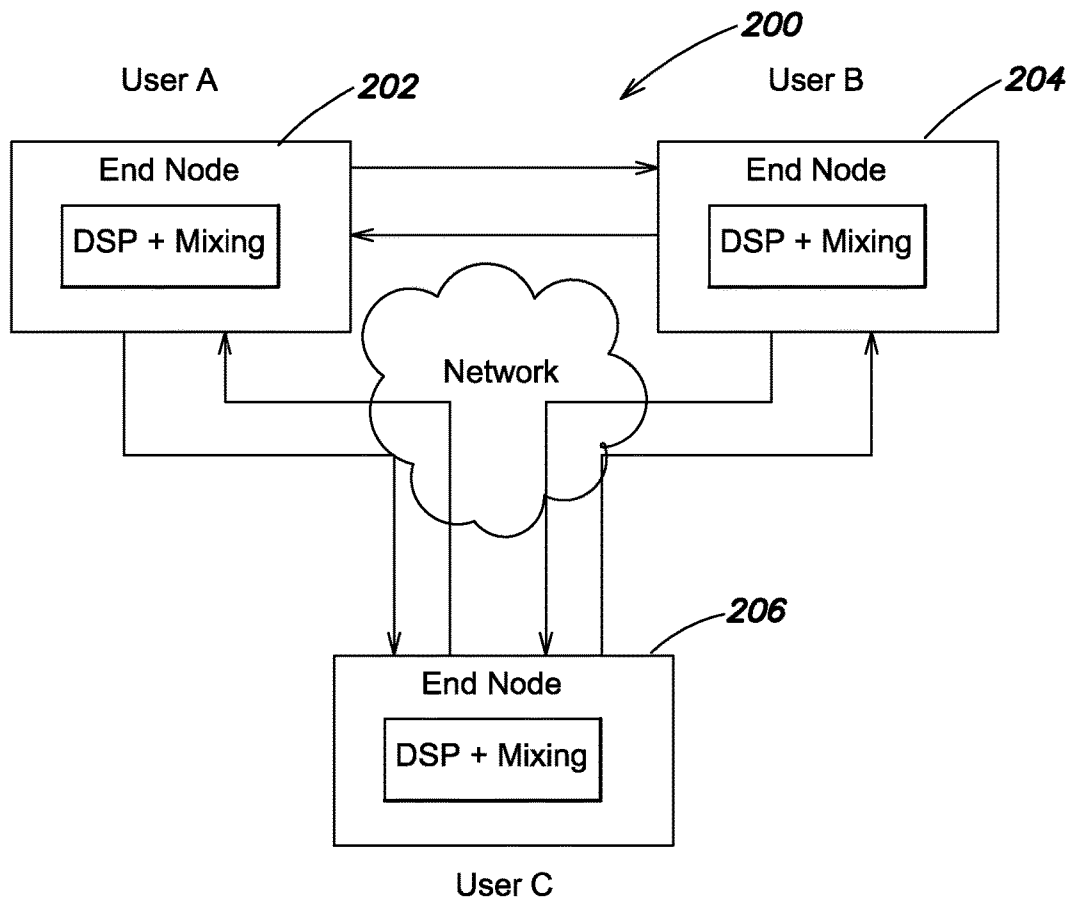 200
User A
202
User B
204
End Node
DSP + Mixing
End Node
DSP + Mixing
Network
206
End Node
DSP + Mixing
User C